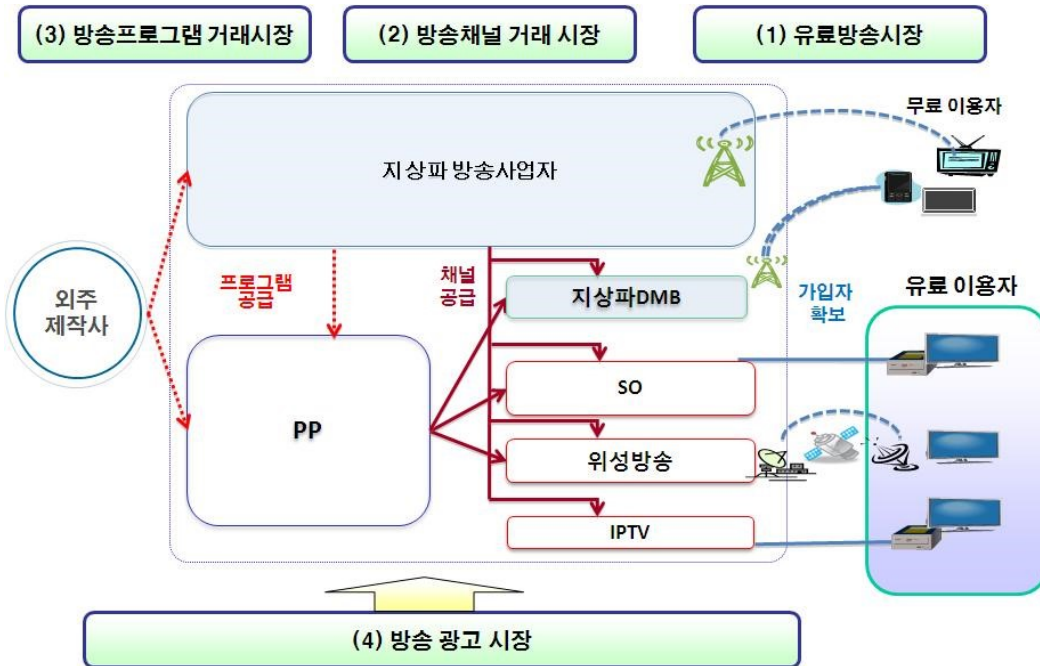 (3) 방송프로그램 거래시장
(2) 방송채널 거래 시장
(1) 유료방송시장
무료 이용자
지상파 방송사업자
외주
제작사
프로그램
공급
채널
공급
지상파DMB
가입자
확보
유료 이용자
SO
PP
위성방송
IPTV
(4) 방송 광고 시장